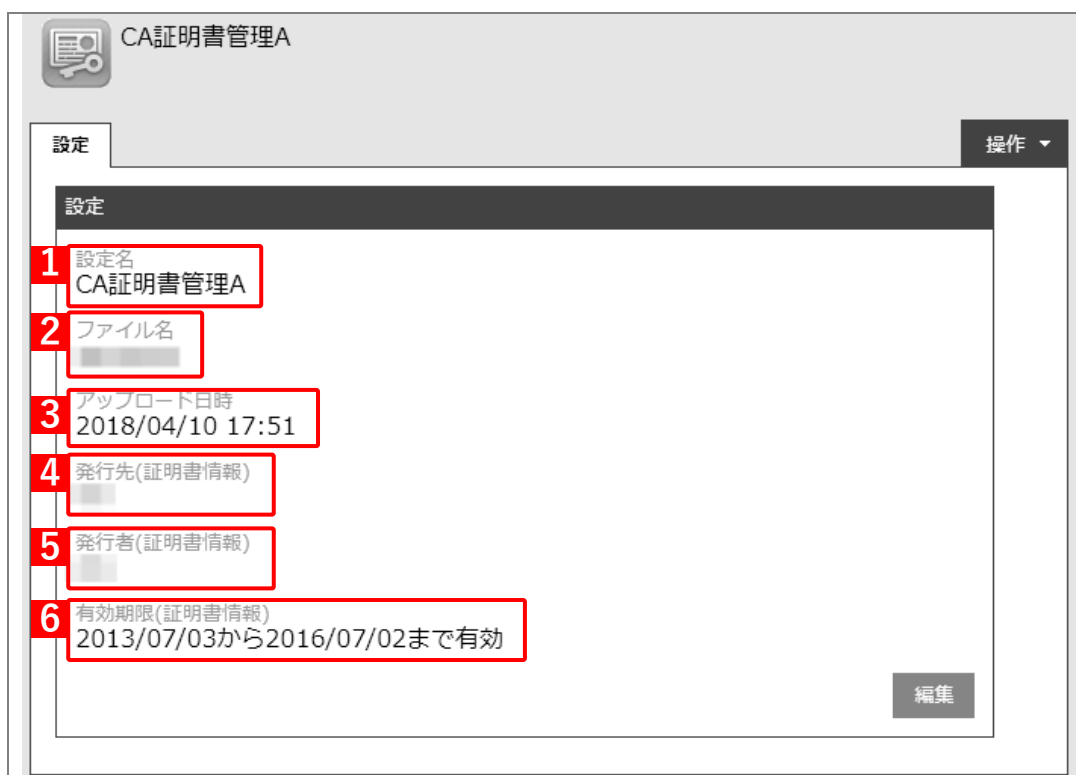 CA証明書管理A
設定
操作
設定
1 設定名
CA証明書管理A
2 ファイル名
3 アップロード日時
2018/04/10 17:51
4 発行先(証明書情報)
5 発行者(証明書情報)
6 有効期限(証明書情報)
2013/07/03から2016/07/02まで有効
編集